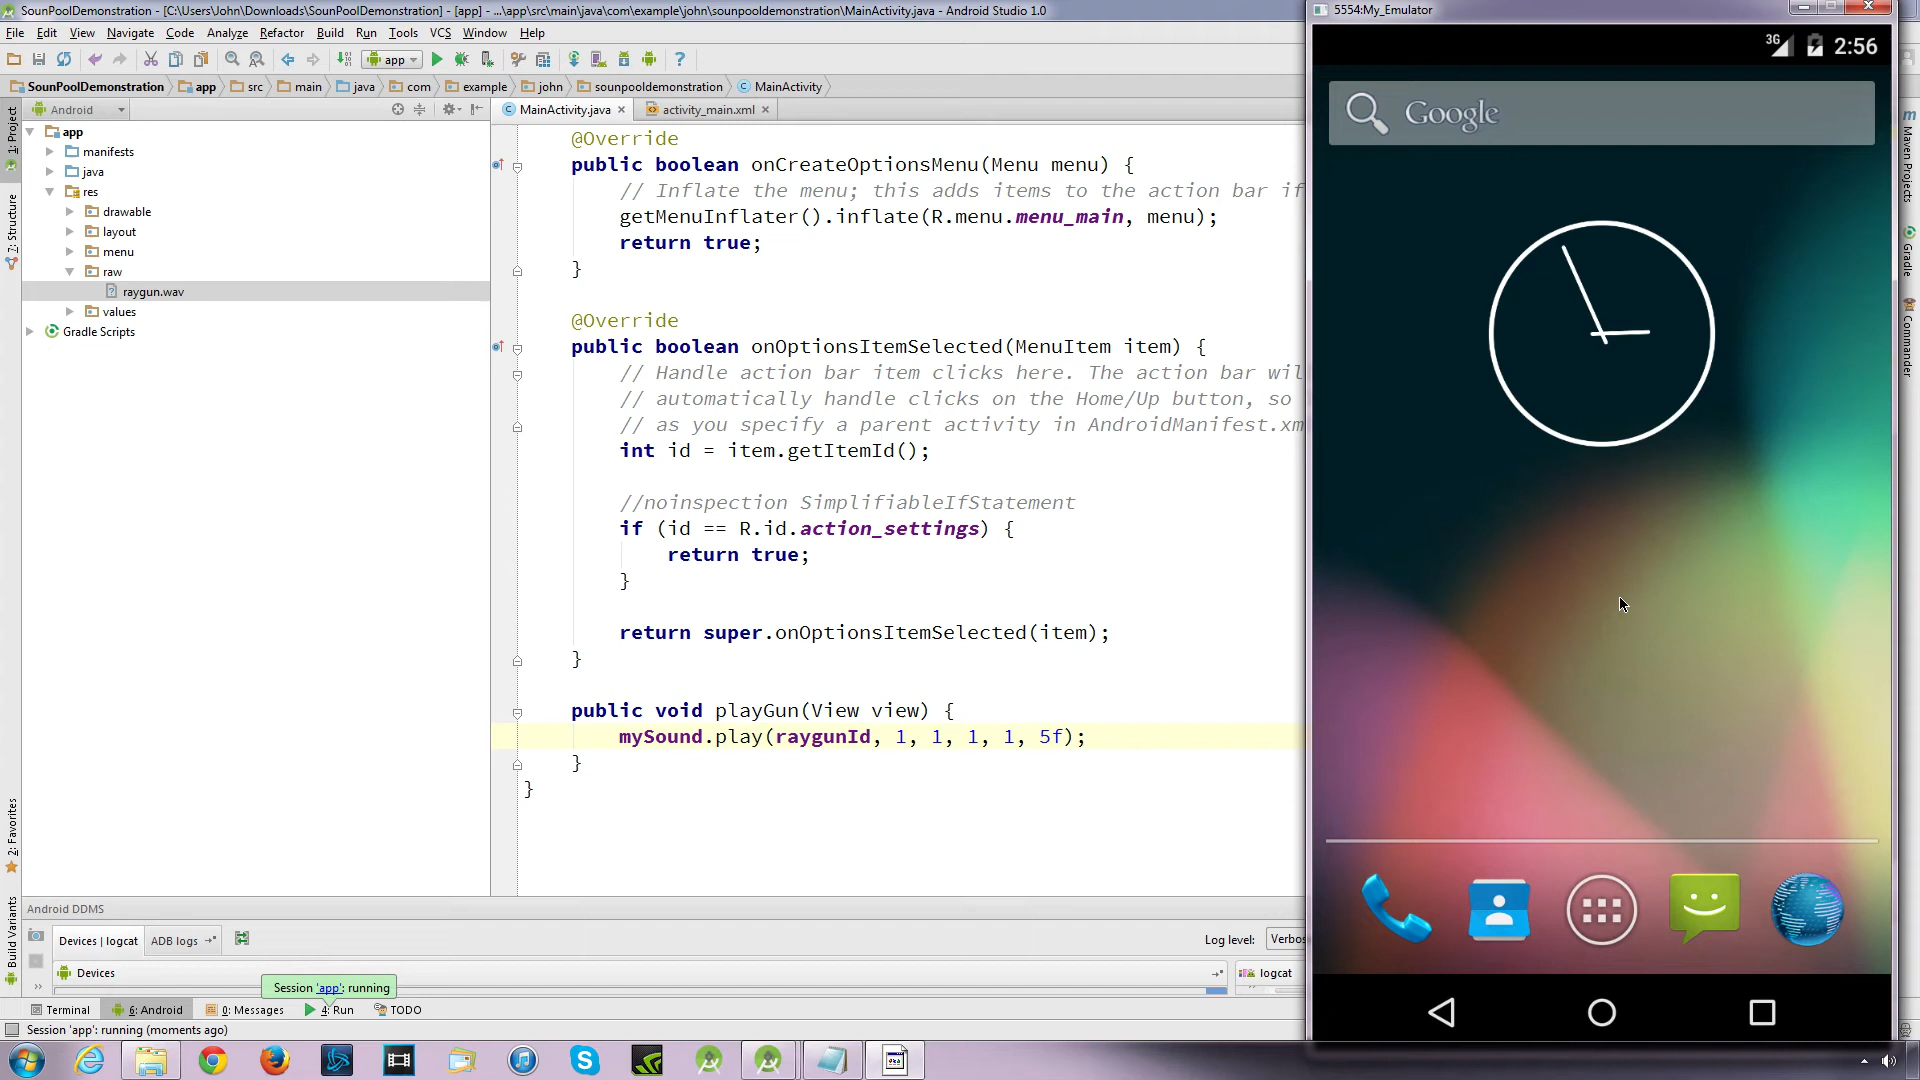 SounPoolDemonstration - [C:\Users\John\Downloads\SounPoolDemonstration] - [app] - ...\app\src\main\java\com\example\john\sounpooldemonstration\MainActivity.java - Android Studio 1.0
File Edit View Navigate Code Analyze Refactor Build Run Tools VCS Window Help
app
SounPoolDemonstration app src main java com example john sounpooldemonstration MainActivity
Android
MainActivity.java activity_main.xml
1: Project
7: Structure
2: Favorites
Build Variants
app
manifests
java
res
drawable
layout
menu
raw
raygun.wav
values
Gradle Scripts
@Override
public boolean onCreateOptionsMenu(Menu menu) {
// Inflate the menu; this adds items to the action bar if
getMenuInflater().inflate(R.menu.menu_main, menu);
return true;
}
@Override
public boolean onOptionsItemSelected(MenuItem item) {
// Handle action bar item clicks here. The action bar wil
// automatically handle clicks on the Home/Up button, so
// as you specify a parent activity in AndroidManifest.xm
int id = item.getItemId();
//noinspection SimplifiableIfStatement
if (id == R.id.action_settings) {
return true;
}
return super.onOptionsItemSelected(item);
}
public void playGun(View view) {
mySound.play(raygunId, 1, 1, 1, 1, 5f);
}
}
Android DDMS
Devices | logcat ADB logs
Log level: Verbos
Devices
logcat
Session 'app': running
Terminal 6: Android 0: Messages 4: Run TODO
Session 'app': running (moments ago)
5554:My_Emulator
3G 2:56
Google
Maven Projects
Gradle
Commander